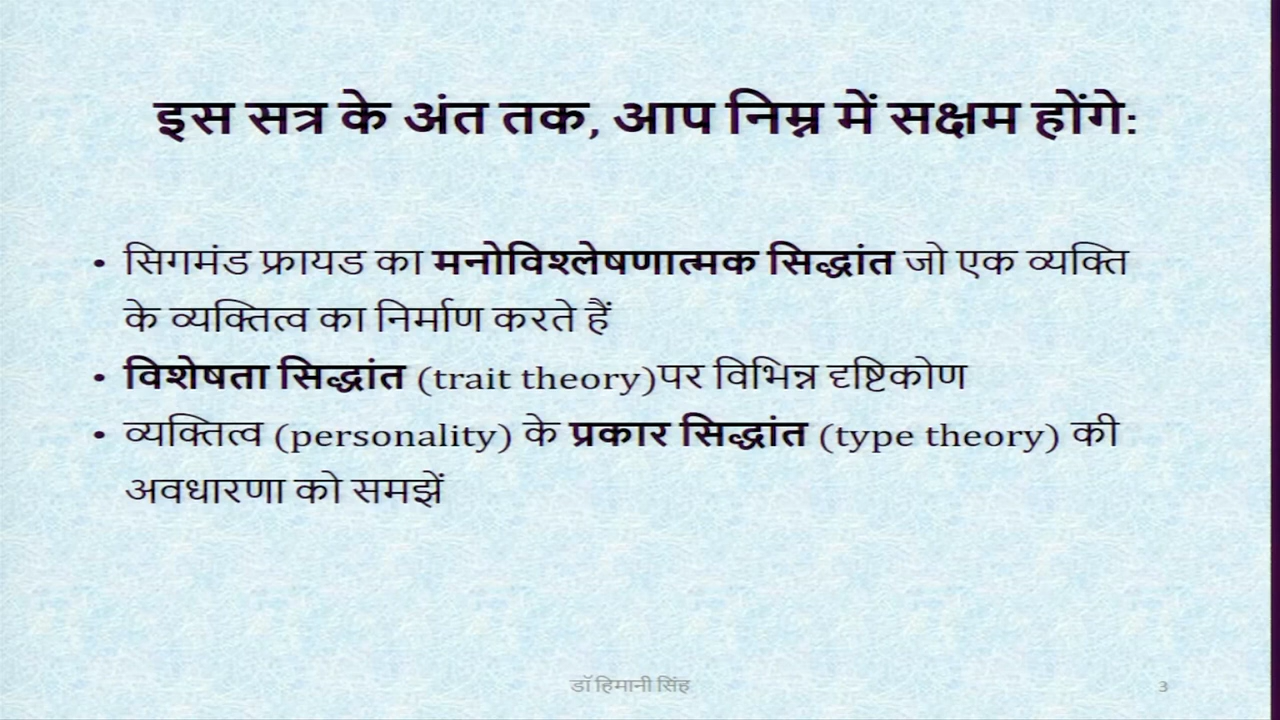 इस सत्र के अंत तक, आप निम्न में सक्षम होंगे:
• सिगमंड फ्रायड का मनोविश्लेषणात्मक सिद्धांत जो एक व्यक्ति
के व्यक्तित्व का निर्माण करते हैं
• विशेषता सिद्धांत (trait theory)पर विभिन्न दृष्टिकोण
• व्यक्तित्व (personality) के प्रकार सिद्धांत (type theory) की
अवधारणा को समझें
डॉ हिमानी सिंह
3